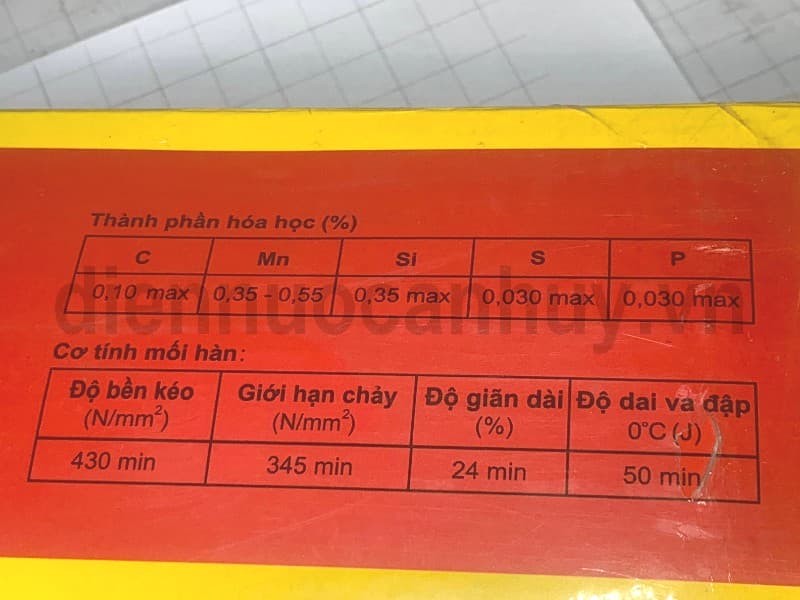 Thành phần hóa học (%)
C Mn Si S P
0,10 max 0,35 - 0,55 0,35 max 0,030 max 0,030 max
diennuocanhuy.vn
Cơ tính mối hàn:
Độ bền kéo Giới hạn chảy Độ giãn dài Độ dai va đập
(N/mm²) (N/mm²) (%) 0°C (J)
430 min 345 min 24 min 50 min